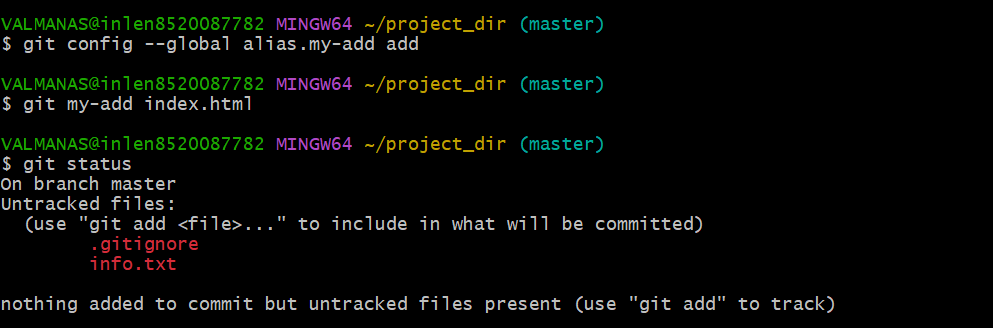 VALMANAS@inlen8520087782 MINGW64 ~/project_dir (master)
$ git config --global alias.my-add add
VALMANAS@inlen8520087782 MINGW64 ~/project_dir (master)
$ git my-add index.html
VALMANAS@inlen8520087782 MINGW64 ~/project_dir (master)
$ git status
On branch master
Untracked files:
  (use "git add <file>..." to include in what will be committed)
        .gitignore
        info.txt
nothing added to commit but untracked files present (use "git add" to track)